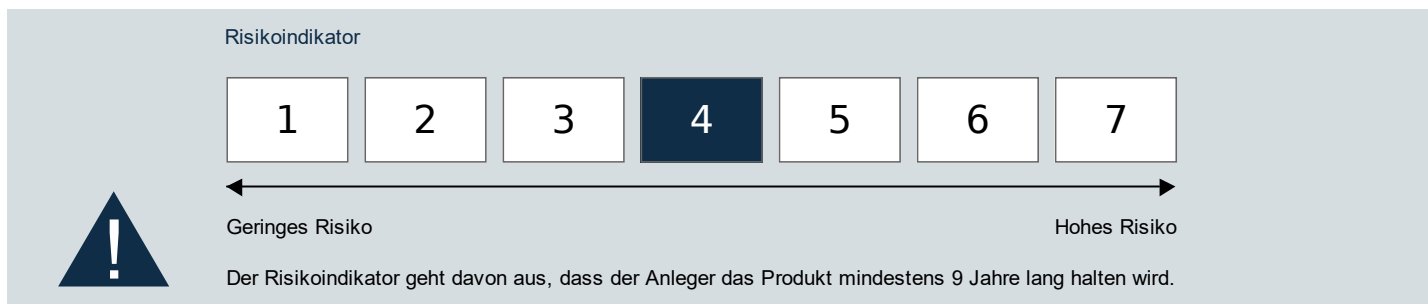 Risikoindikator
1 2 3 4 5 6 7
Geringes Risiko Hohes Risiko
!
Der Risikoindikator geht davon aus, dass der Anleger das Produkt mindestens 9 Jahre lang halten wird.